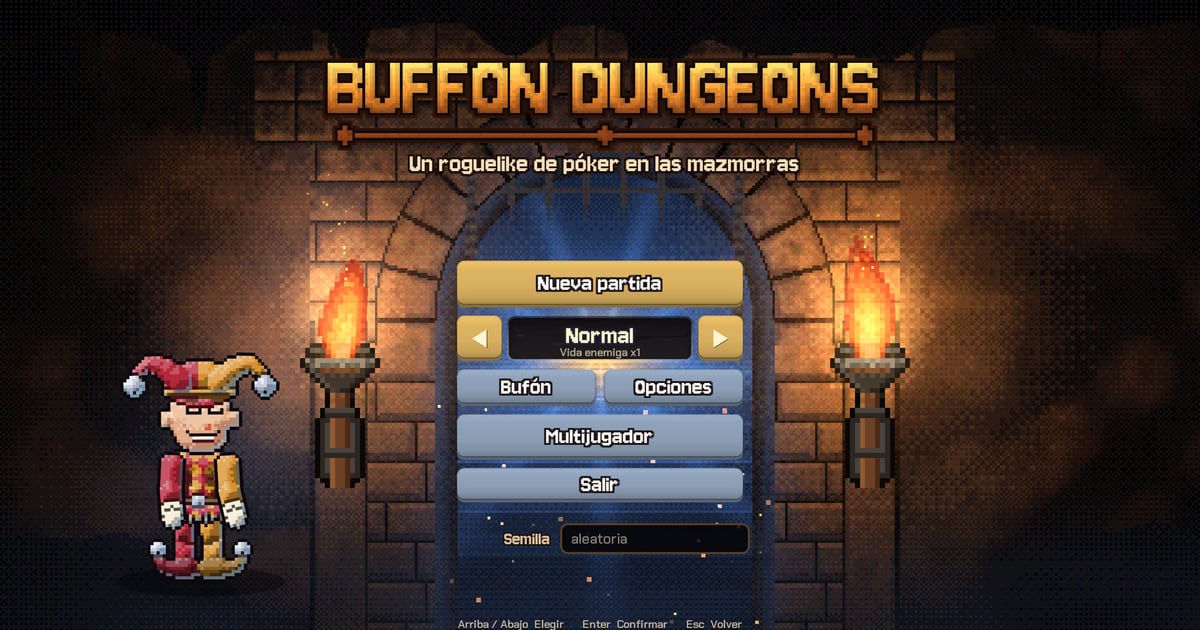 BUFFON DUNGEONS
Un roguelike de póker en las mazmorras
Nueva partida
Normal
Vida enemiga x1
Bufón Opciones
Multijugador
Salir
Semilla aleatoria
Arriba / Abajo Elegir Enter Confirmar Esc Volver